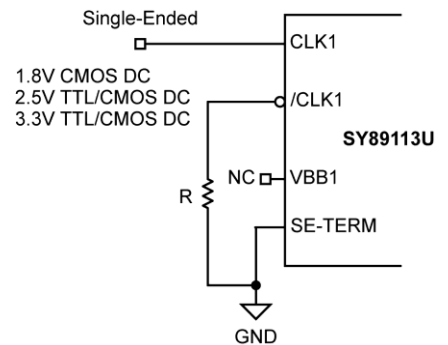 Single-Ended
CLK1
1.8V CMOS DC
2.5V TTL/CMOS DC
3.3V TTL/CMOS DC
/CLK1
SY89113U
NC
VBB1
R
SE-TERM
GND